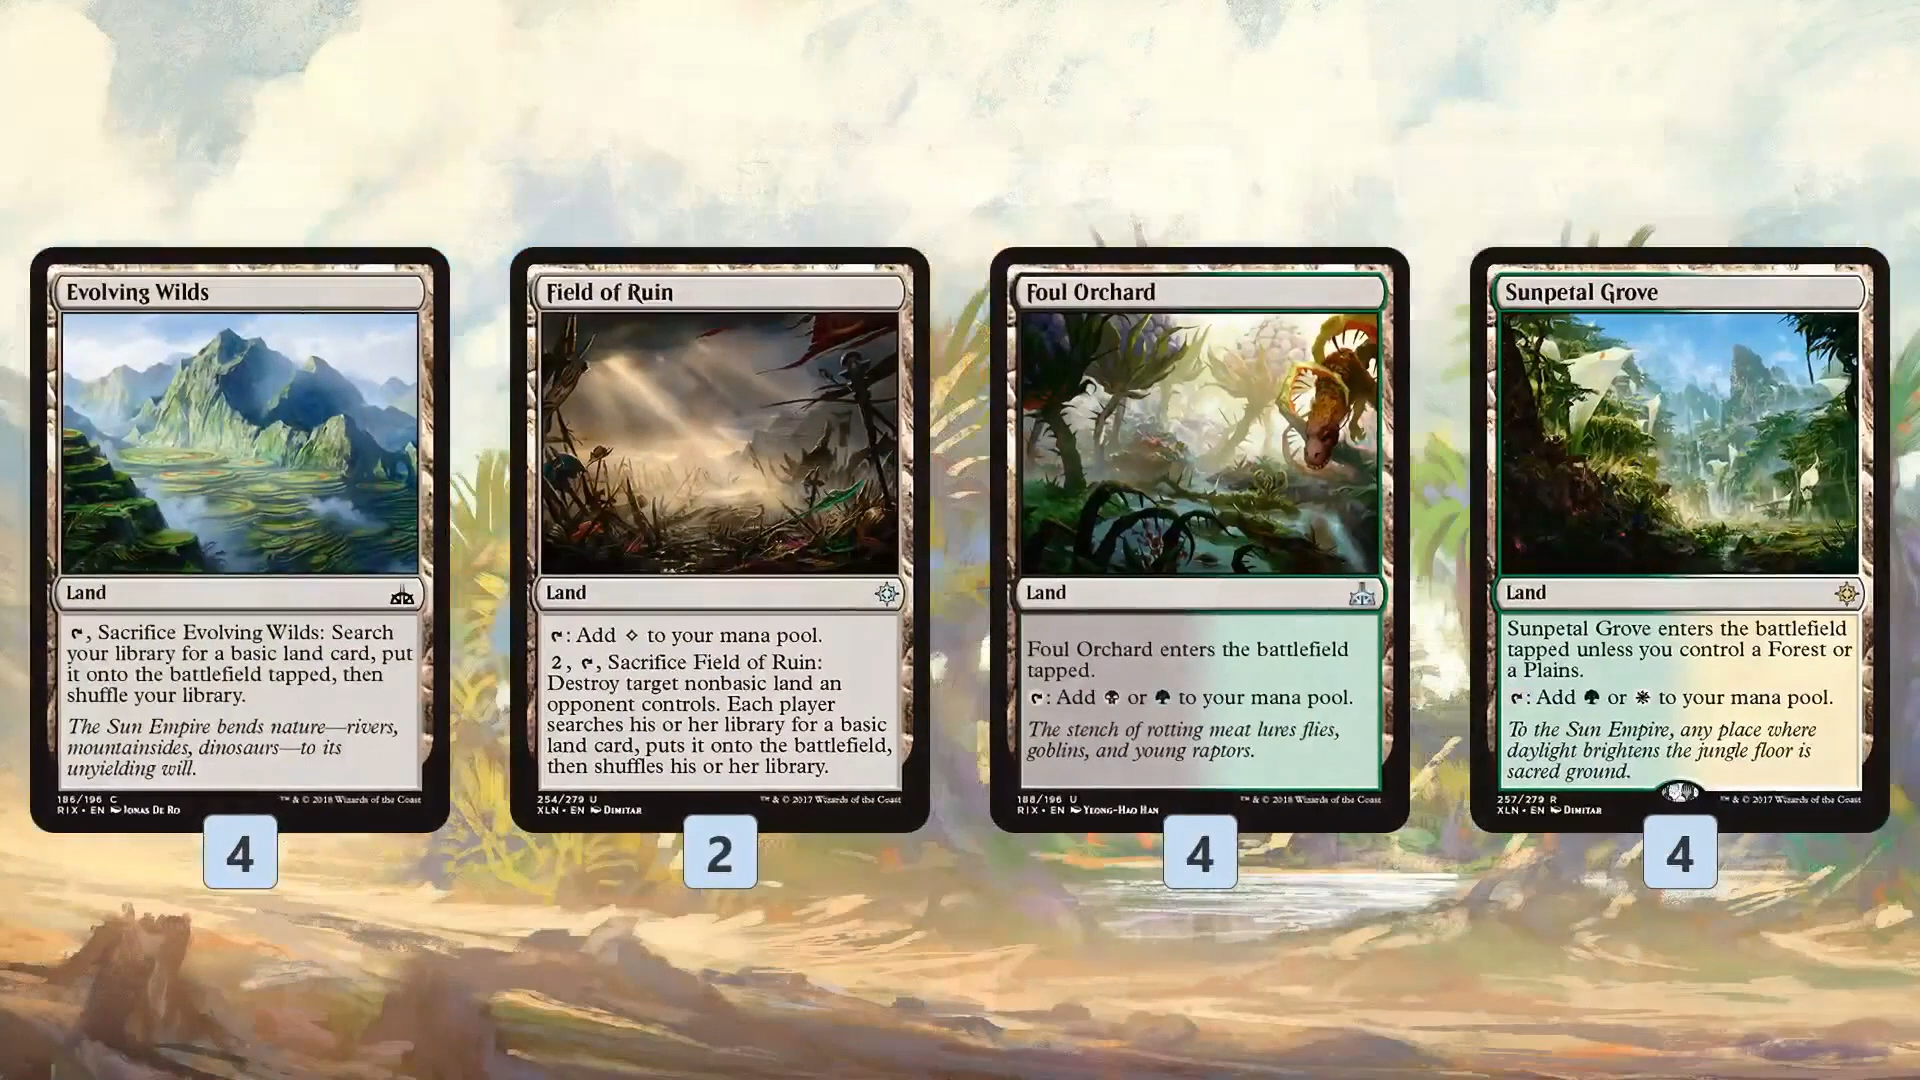 Evolving Wilds
Land
, Sacrifice Evolving Wilds: Search
your library for a basic land card, put
it onto the battlefield tapped, then
shuffle your library.
The Sun Empire bends nature—rivers,
mountainsides, dinosaurs—to its
unyielding will.
186/196 C
RIX • EN Jonas De Ro
™ & © 2018 Wizards of the Coast
4
Field of Ruin
Land
: Add to your mana pool.
2, , Sacrifice Field of Ruin:
Destroy target nonbasic land an
opponent controls. Each player
searches his or her library for a basic
land card, puts it onto the battlefield,
then shuffles his or her library.
254/279 U
XLN • EN Dimitar
™ & © 2017 Wizards of the Coast
2
Foul Orchard
Land
Foul Orchard enters the battlefield
tapped.
: Add or to your mana pool.
The stench of rotting meat lures flies,
goblins, and young raptors.
188/196 U
RIX • EN Yeong-Hao Han
™ & © 2018 Wizards of the Coast
4
Sunpetal Grove
Land
Sunpetal Grove enters the battlefield
tapped unless you control a Forest or
a Plains.
: Add or to your mana pool.
To the Sun Empire, any place where
daylight brightens the jungle floor is
sacred ground.
257/279 R
XLN • EN Dimitar
™ & © 2017 Wizards of the Coast
4